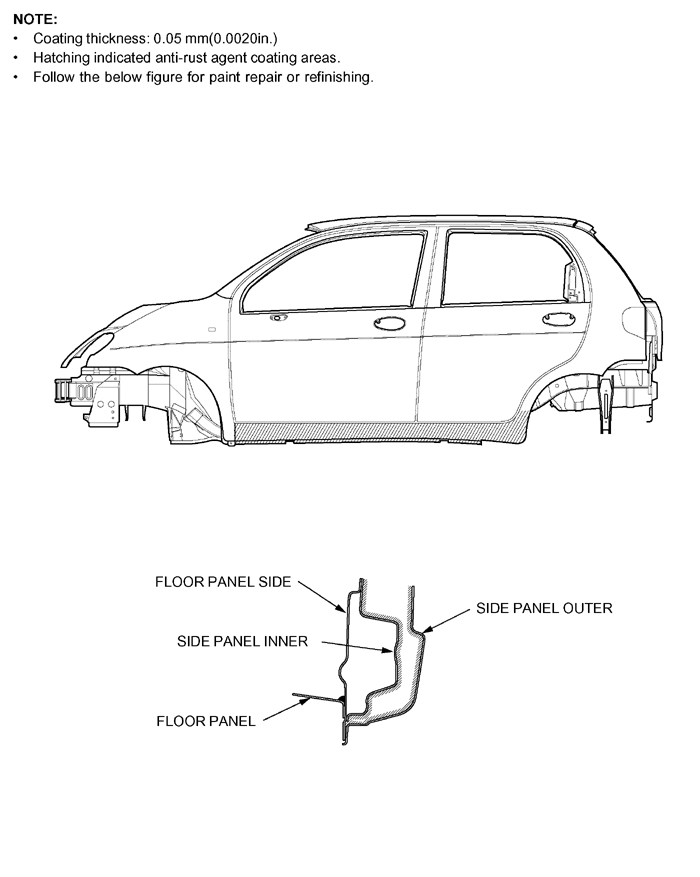 NOTE:
• Coating thickness: 0.05 mm(0.0020in.)
• Hatching indicated anti-rust agent coating areas.
• Follow the below figure for paint repair or refinishing.
FLOOR PANEL SIDE
SIDE PANEL OUTER
SIDE PANEL INNER
FLOOR PANEL